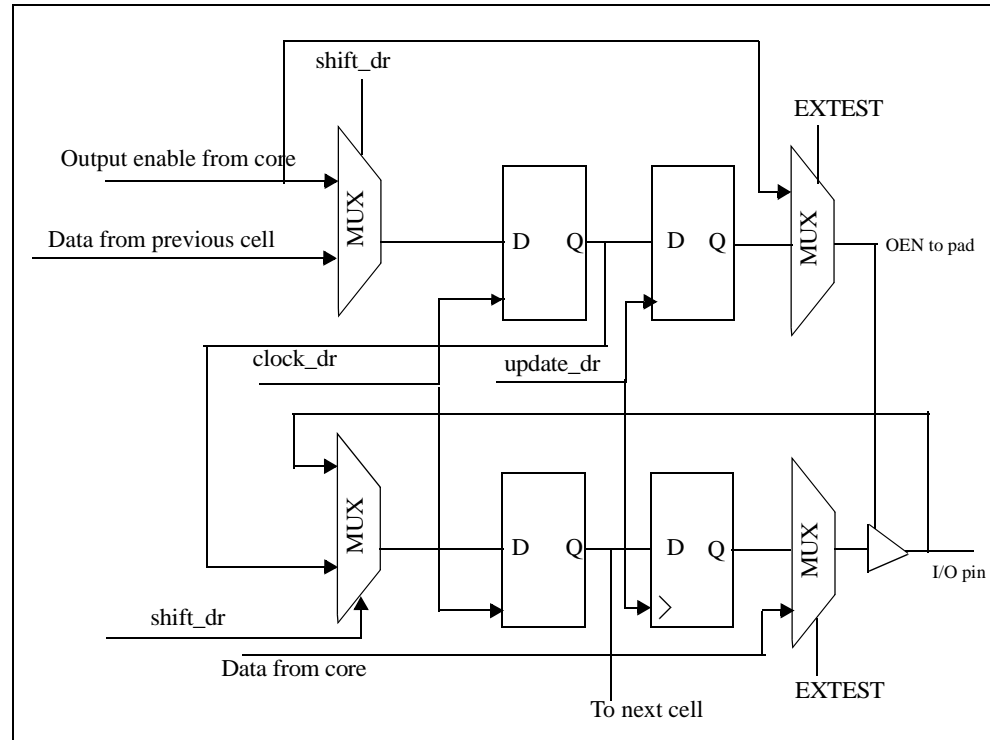 shift_dr
EXTEST
Output enable from core
MUX
MUX
Data from previous cell
D Q
D Q
OEN to pad
clock_dr
update_dr
MUX
MUX
D Q
D Q
I/O pin
shift_dr
Data from core
EXTEST
To next cell